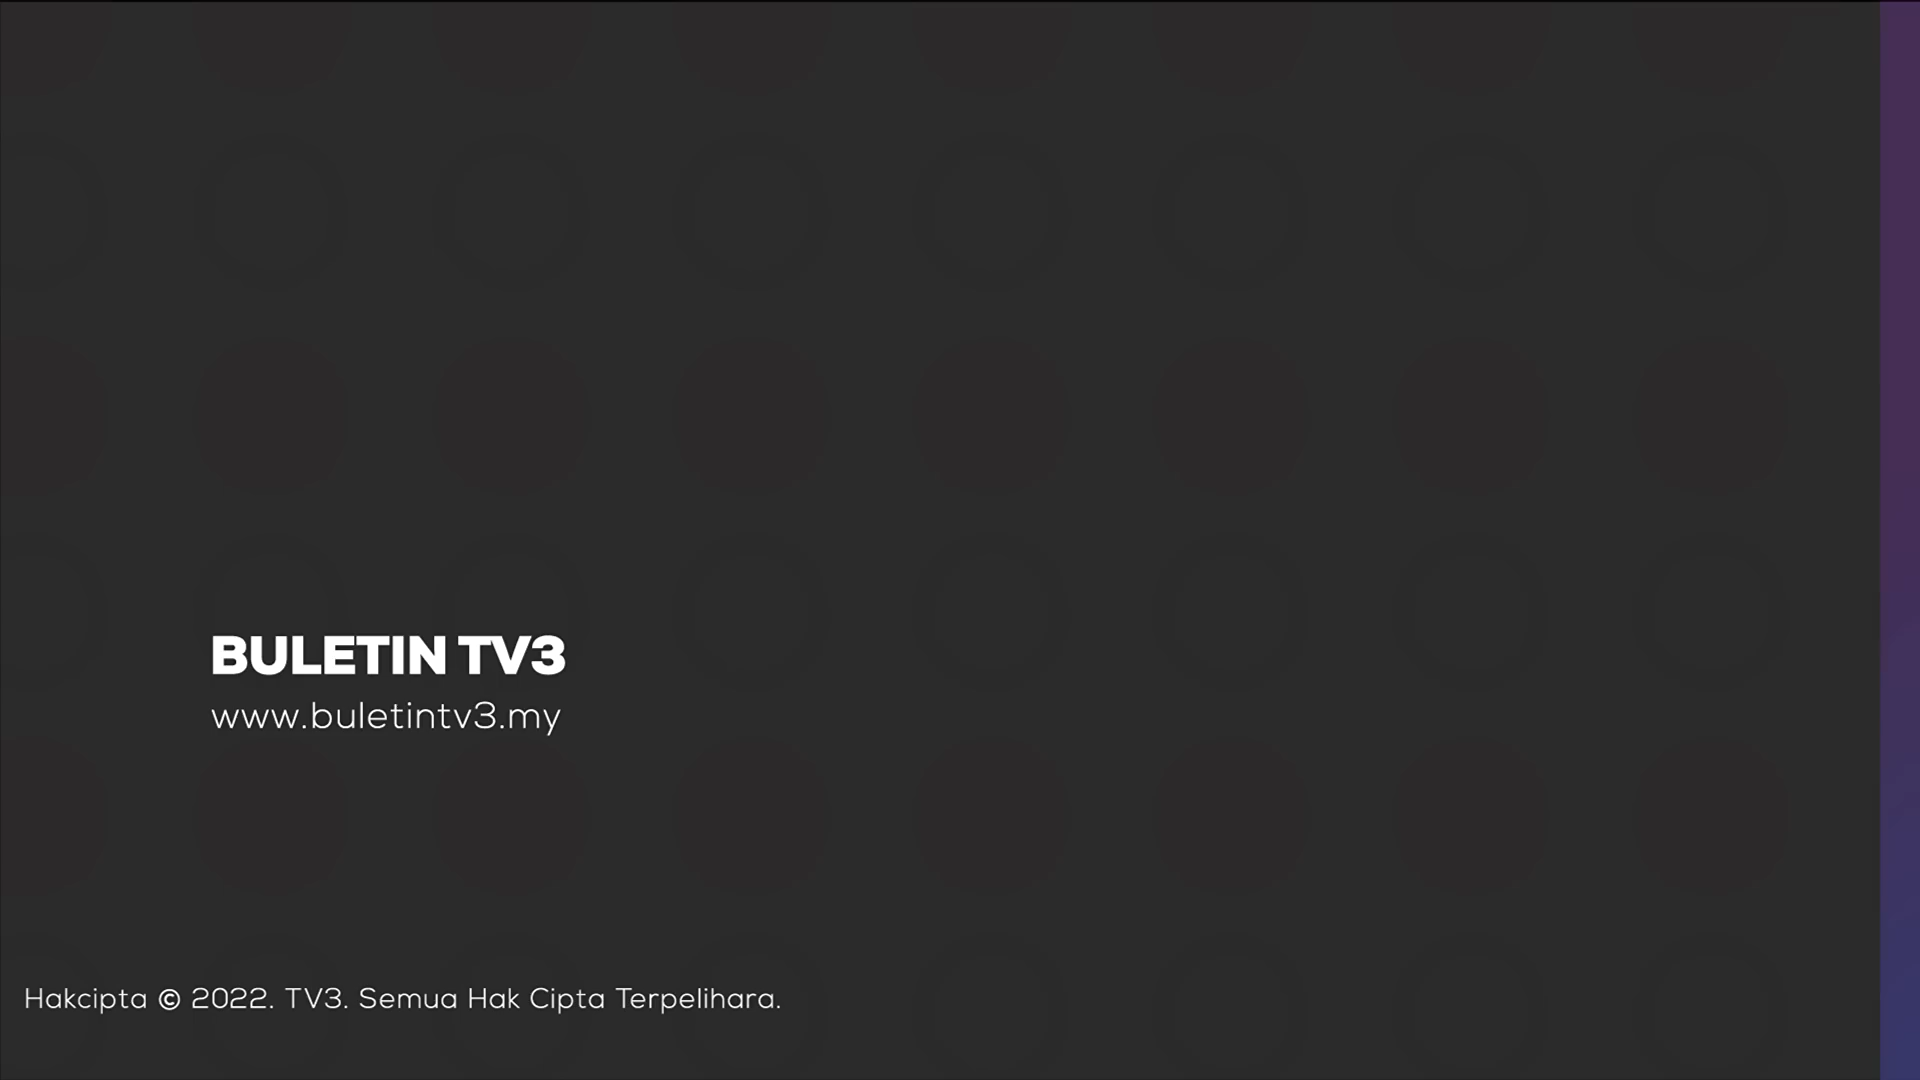 BULETIN TV3
www.buletintv3.my
Hakcipta © 2022. TV3. Semua Hak Cipta Terpelihara.